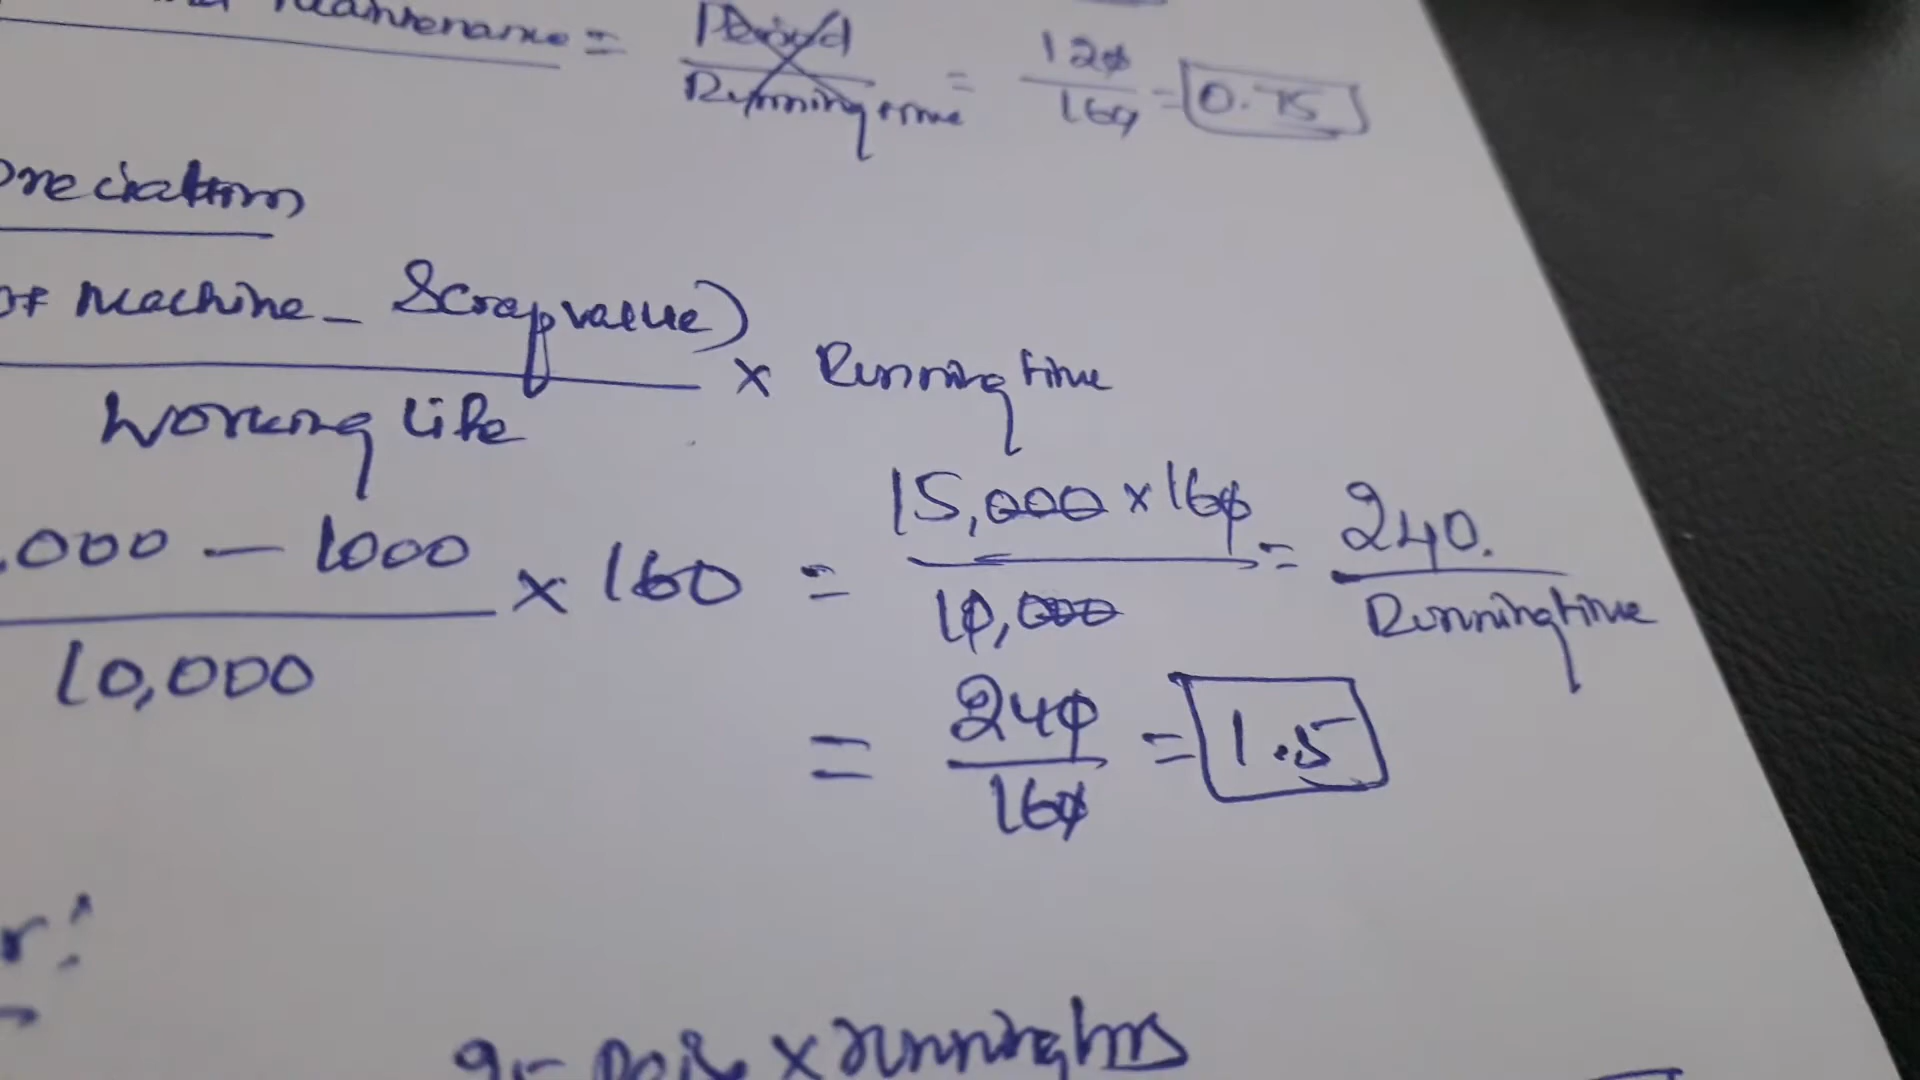 Maintenance = Period / Running time = 120 / 160 = 0.75
preciation
of Machine - Scrap value) / Working life × Running time
,000 - 1000 / 10,000 × 160 = 15,000 × 160 / 10,000 = 240. / Running time
= 240 / 160 = 1.5
r:
× running hrs